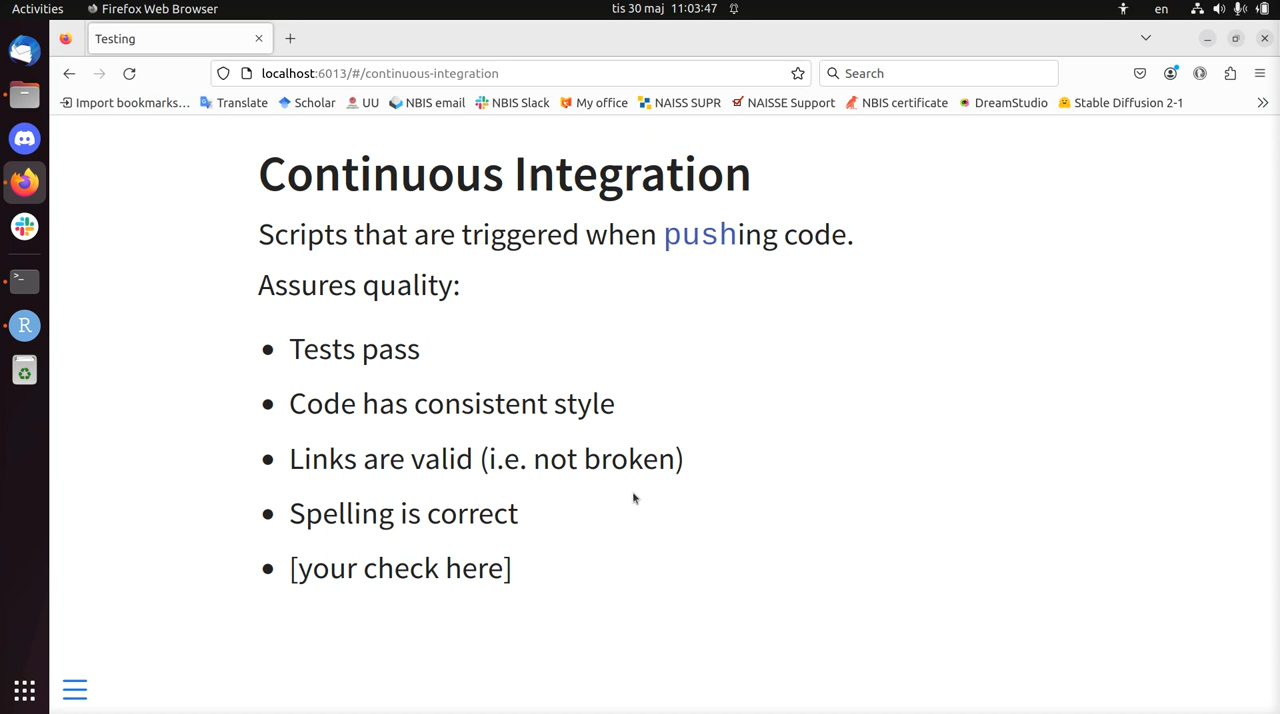 Activities
Firefox Web Browser
tis 30 maj 11:03:47
en
Testing
localhost:6013/#/continuous-integration
Search
Import bookmarks...
Translate
Scholar
UU
NBIS email
NBIS Slack
My office
NAISS SUPR
NAISSE Support
NBIS certificate
DreamStudio
Stable Diffusion 2-1
Continuous Integration
Scripts that are triggered when pushing code.
Assures quality:
• Tests pass
• Code has consistent style
• Links are valid (i.e. not broken)
• Spelling is correct
• [your check here]